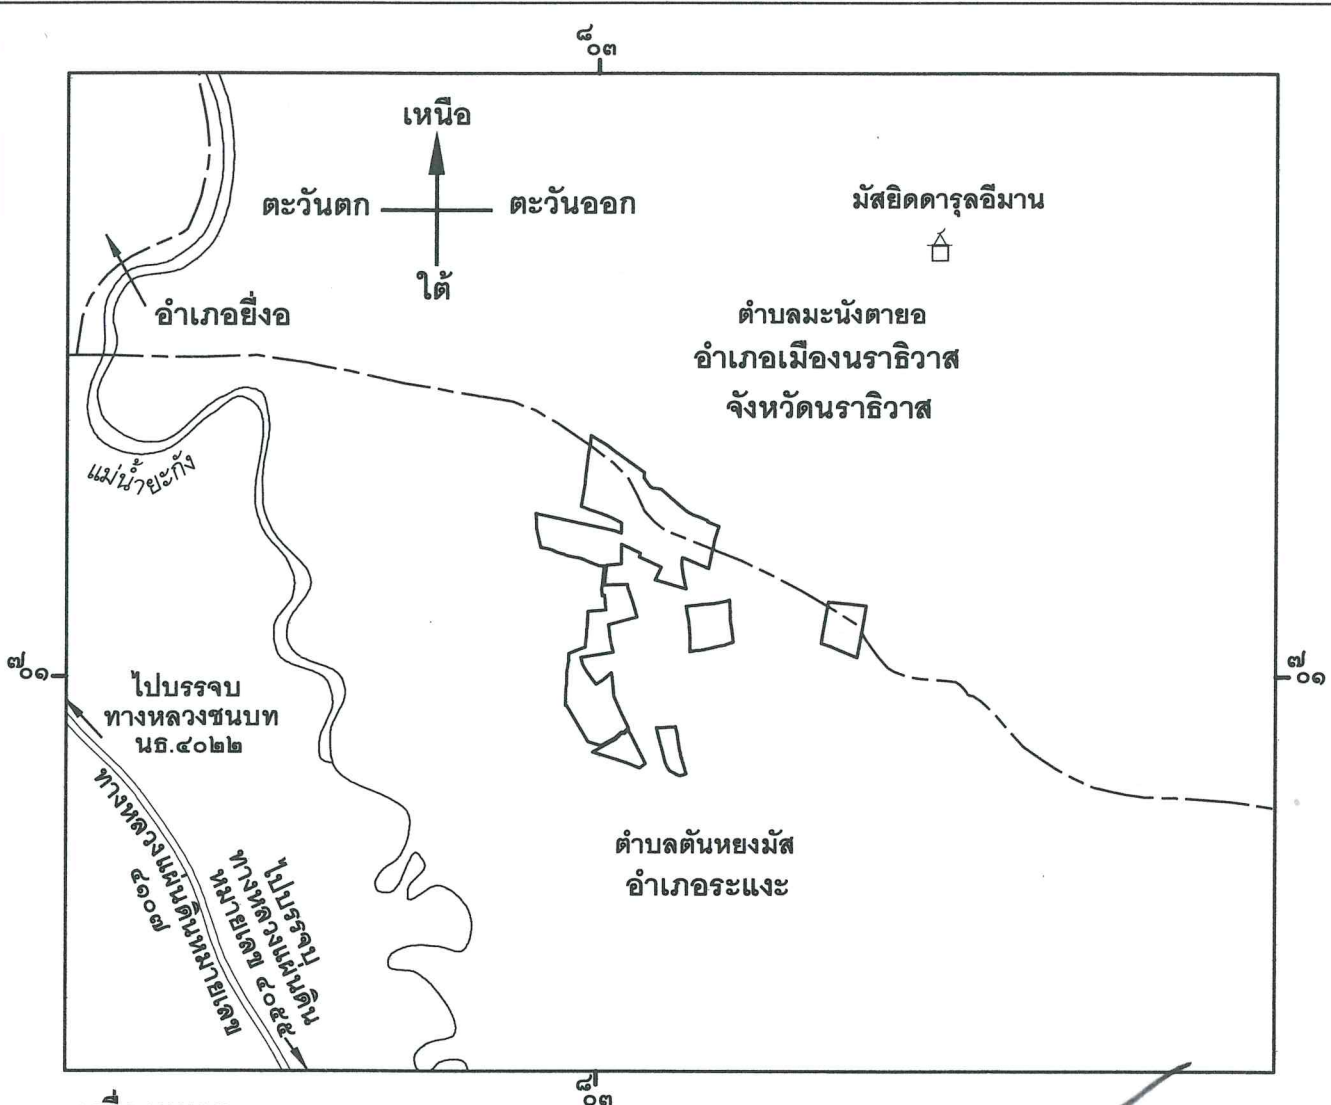 ๘๐๓
เหนือ
ตะวันตก
ตะวันออก
ใต้
มัสยิดดารุลอีมาน
อำเภอยี่งอ
ตำบลมะนังตายอ
อำเภอเมืองนราธิวาส
จังหวัดนราธิวาส
แม่น้ำยะกัง
๗๐๑
๗๐๑
ไปบรรจบ
ทางหลวงชนบท
นธ.๔๐๒๒
ทางหลวงแผ่นดินหมายเลข
๔๑๐๗
ไปบรรจบ
ทางหลวงแผ่นดิน
หมายเลข ๔๐๕๕
ตำบลตันหยงมัส
อำเภอระแงะ
๘๐๓